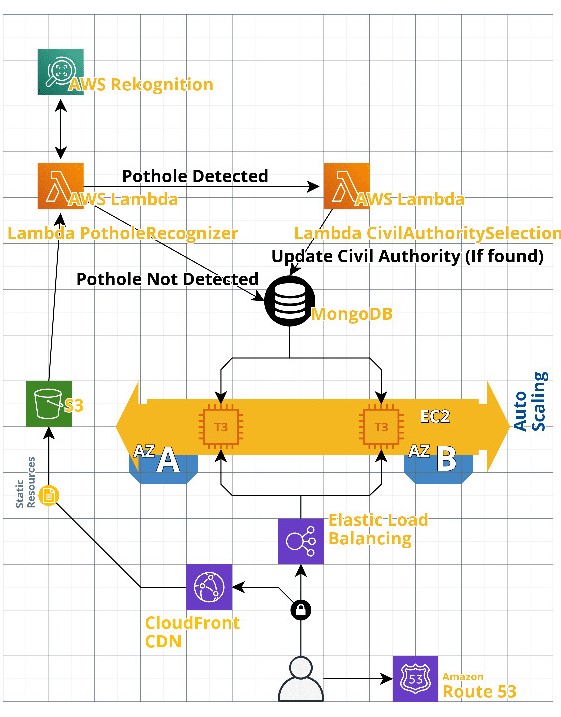 AWS Rekognition
Pothole Detected
AWS Lambda
AWS Lambda
Lambda PotholeRecognizer
Lambda CivilAuthoritySelection
Update Civil Authority (If found)
Pothole Not Detected
MongoDB
S3
T3
T3
EC2
Auto
Scaling
AZ A
AZ B
Static
Resources
Elastic Load
Balancing
CloudFront
CDN
53
Amazon
Route 53